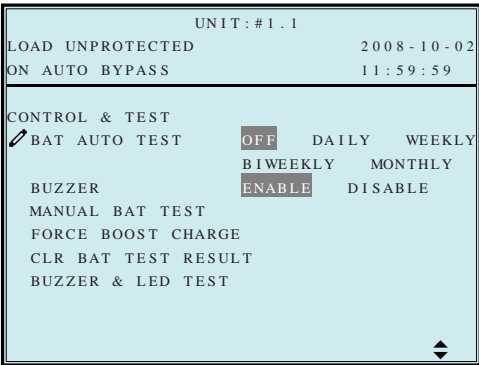 UNIT:#1.1
LOAD UNPROTECTED 2008-10-02
ON AUTO BYPASS 11:59:59
CONTROL & TEST
BAT AUTO TEST OFF DAILY WEEKLY
BIWEEKLY MONTHLY
BUZZER ENABLE DISABLE
MANUAL BAT TEST
FORCE BOOST CHARGE
CLR BAT TEST RESULT
BUZZER & LED TEST